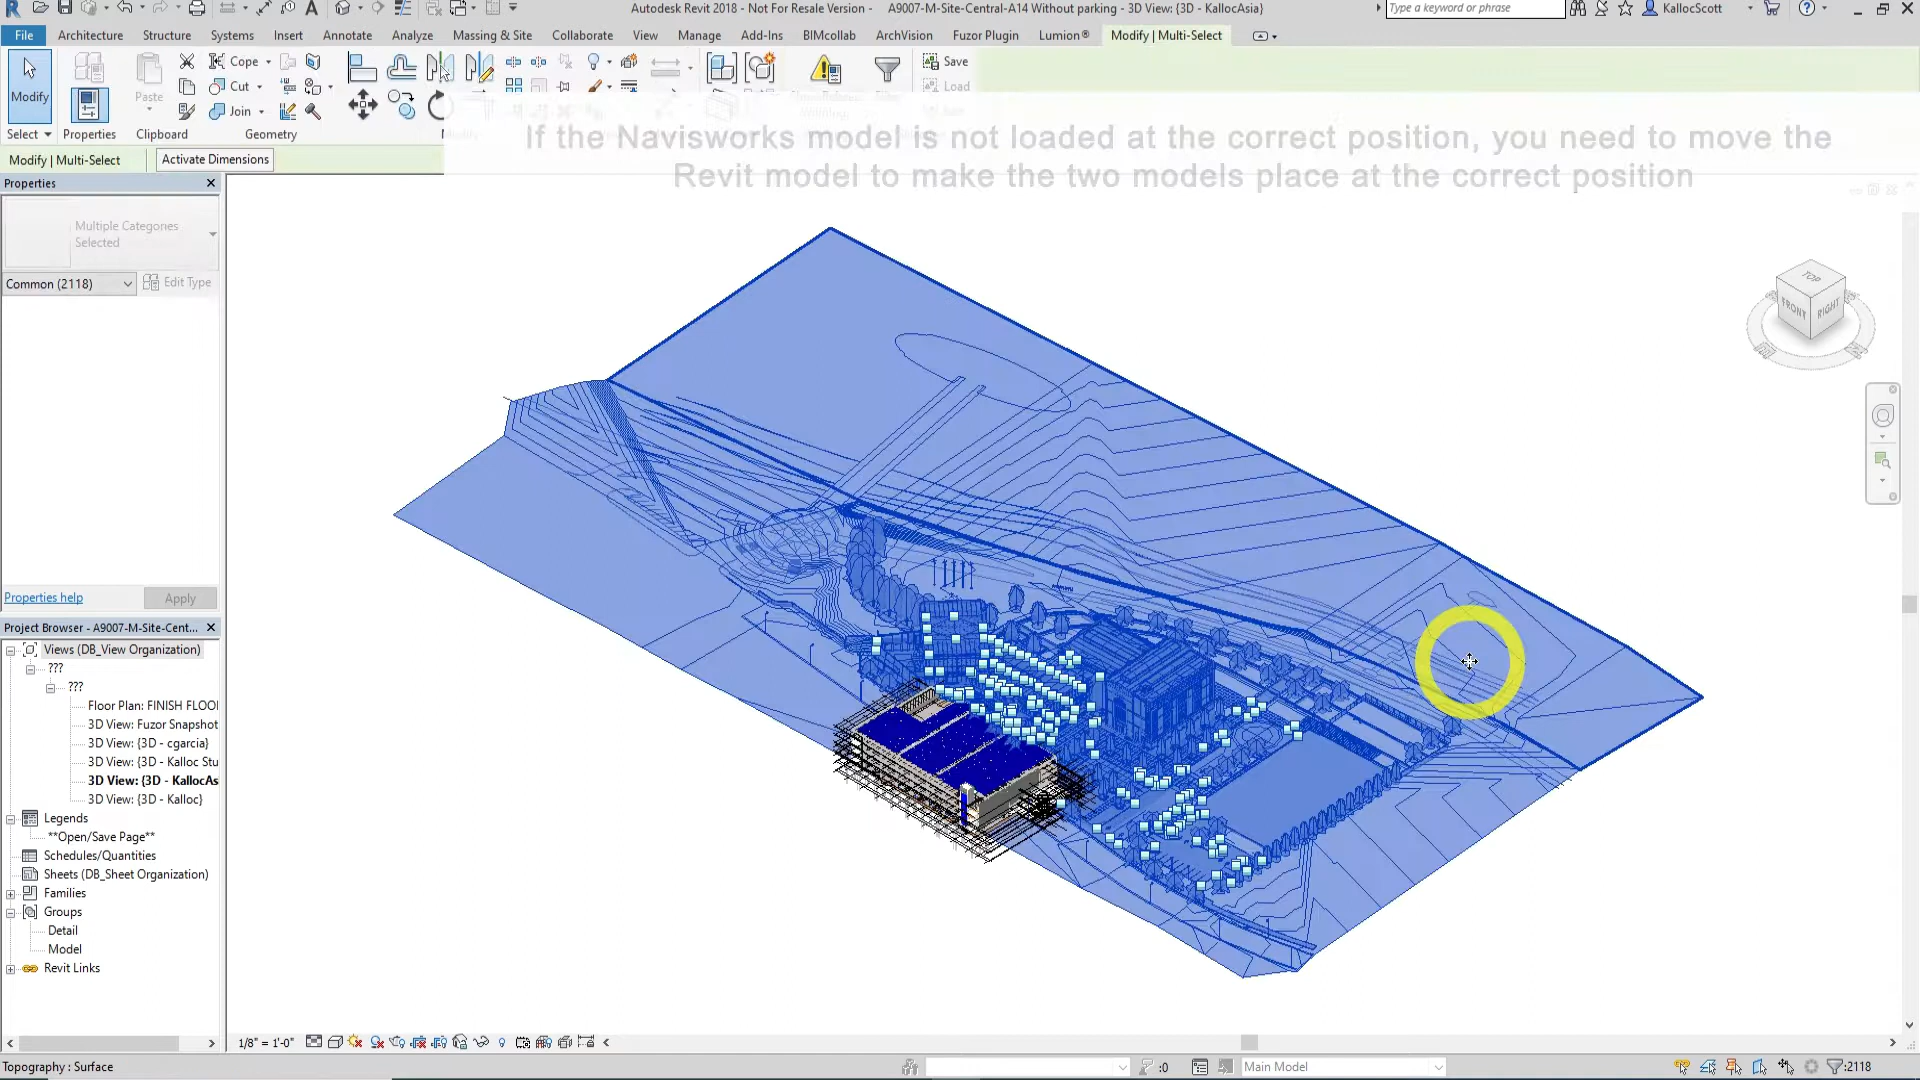 Autodesk Revit 2018 - Not For Resale Version - A9007-M-Site-Central-A14 Without parking - 3D View: {3D - KallocAsia}
Type a keyword or phrase
KallocScott
File Architecture Structure Systems Insert Annotate Analyze Massing & Site Collaborate View Manage Add-Ins BIMcollab ArchVision Fuzor Plugin Lumion® Modify | Multi-Select
Cope
Save
Cut
Load
Modify
Paste
Join
Select Properties Clipboard Geometry
If the Navisworks model is not loaded at the correct position, you need to move the
Revit model to make the two models place at the correct position
Modify | Multi-Select Activate Dimensions
Properties
Multiple Categories
Selected
Common (2118) Edit Type
TOP
FRONT
RIGHT
Properties help Apply
Project Browser - A9007-M-Site-Cent...
Views (DB_View Organization)
???
???
Floor Plan: FINISH FLOO
3D View: Fuzor Snapshot
3D View: {3D - cgarcia}
3D View: {3D - Kalloc Stu
3D View: {3D - KallocAs
3D View: {3D - Kalloc}
Legends
**Open/Save Page**
Schedules/Quantities
Sheets (DB_Sheet Organization)
Families
Groups
Detail
Model
Revit Links
1/8" = 1'-0"
Topography : Surface
:0
Main Model
:2118